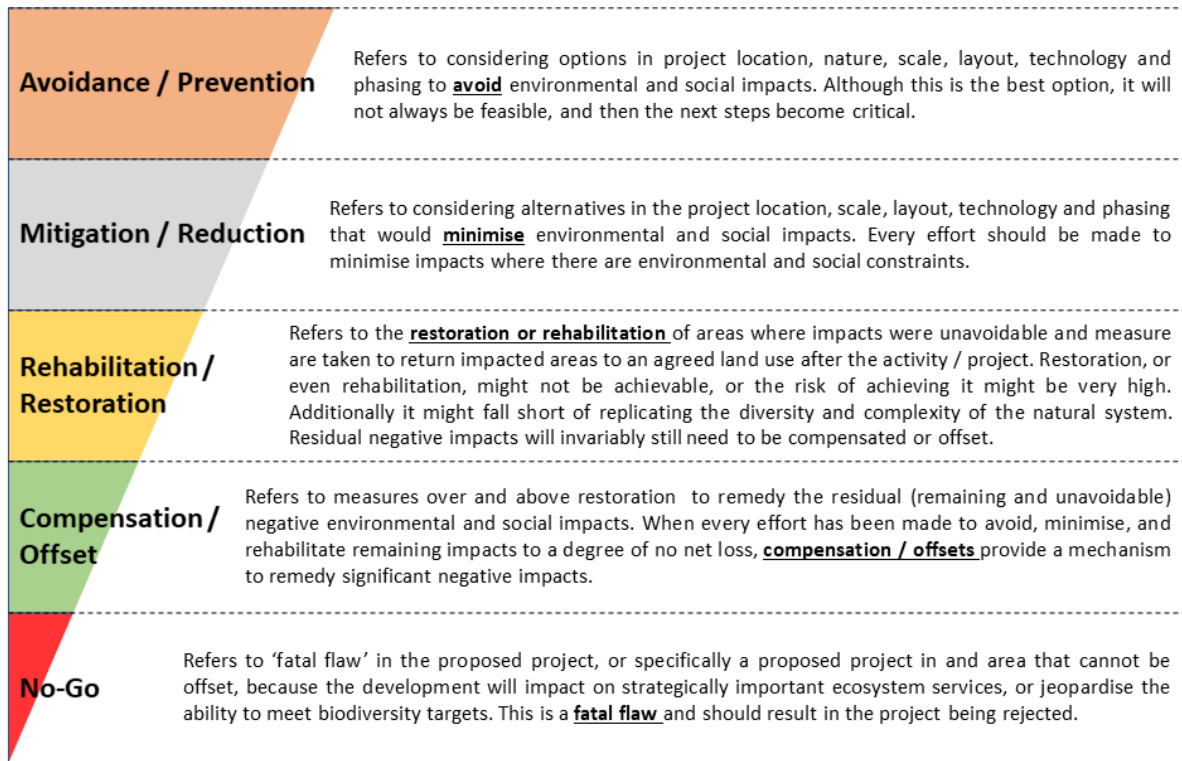 Avoidance / Prevention
Refers to considering options in project location, nature, scale, layout, technology and
phasing to avoid environmental and social impacts. Although this is the best option, it will
not always be feasible, and then the next steps become critical.
Mitigation / Reduction
Refers to considering alternatives in the project location, scale, layout, technology and phasing
that would minimise environmental and social impacts. Every effort should be made to
minimise impacts where there are environmental and social constraints.
Rehabilitation /
Restoration
Refers to the restoration or rehabilitation of areas where impacts were unavoidable and measure
are taken to return impacted areas to an agreed land use after the activity / project. Restoration, or
even rehabilitation, might not be achievable, or the risk of achieving it might be very high.
Additionally it might fall short of replicating the diversity and complexity of the natural system.
Residual negative impacts will invariably still need to be compensated or offset.
Compensation /
Offset
Refers to measures over and above restoration to remedy the residual (remaining and unavoidable)
negative environmental and social impacts. When every effort has been made to avoid, minimise, and
rehabilitate remaining impacts to a degree of no net loss, compensation / offsets provide a mechanism
to remedy significant negative impacts.
No-Go
Refers to ‘fatal flaw’ in the proposed project, or specifically a proposed project in and area that cannot be
offset, because the development will impact on strategically important ecosystem services, or jeopardise the
ability to meet biodiversity targets. This is a fatal flaw and should result in the project being rejected.